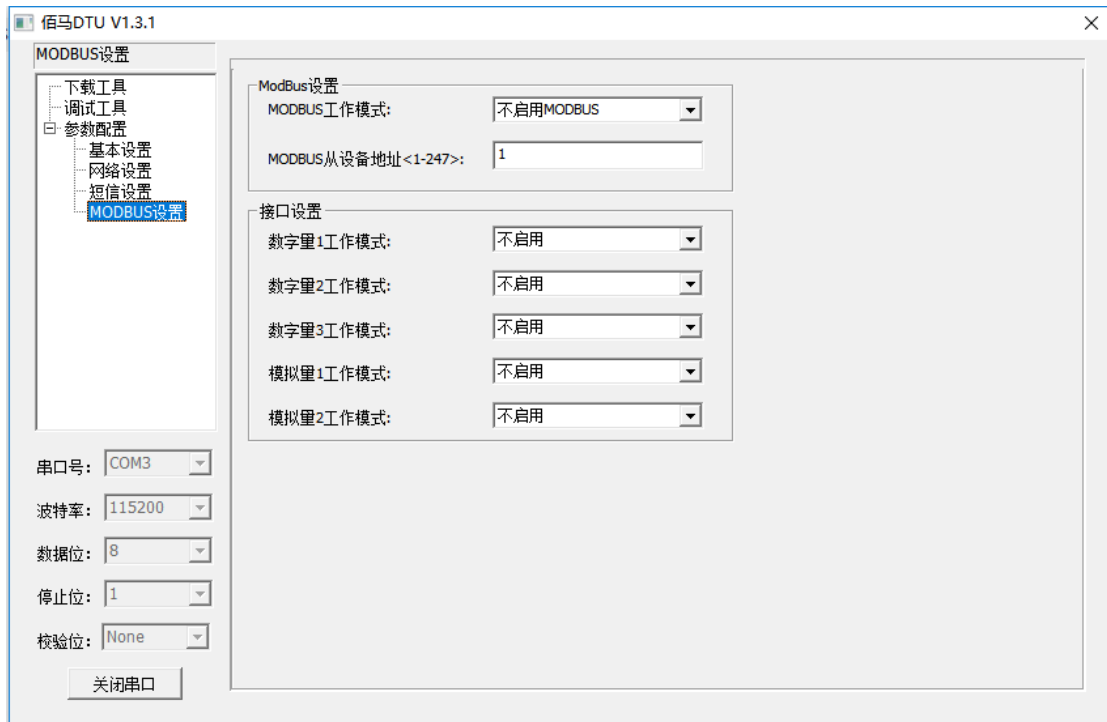 佰马DTU V1.3.1
MODBUS设置
下载工具
调试工具
参数配置
基本设置
网络设置
短信设置
MODBUS设置
串口号: COM3
波特率: 115200
数据位: 8
停止位: 1
校验位: None
关闭串口
ModBus设置
MODBUS工作模式: 不启用MODBUS
MODBUS从设备地址<1-247>: 1
接口设置
数字量1工作模式: 不启用
数字量2工作模式: 不启用
数字量3工作模式: 不启用
模拟量1工作模式: 不启用
模拟量2工作模式: 不启用